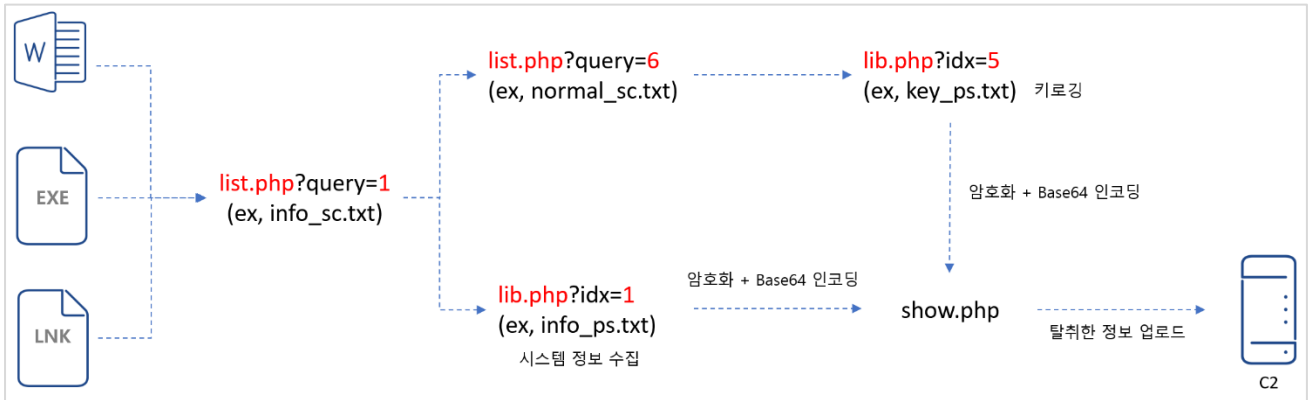 W
EXE
LNK
list.php?query=1
(ex, info_sc.txt)
list.php?query=6
(ex, normal_sc.txt)
lib.php?idx=5
(ex, key_ps.txt) 키로깅
암호화 + Base64 인코딩
lib.php?idx=1
(ex, info_ps.txt)
시스템 정보 수집
암호화 + Base64 인코딩
show.php
탈취한 정보 업로드
C2